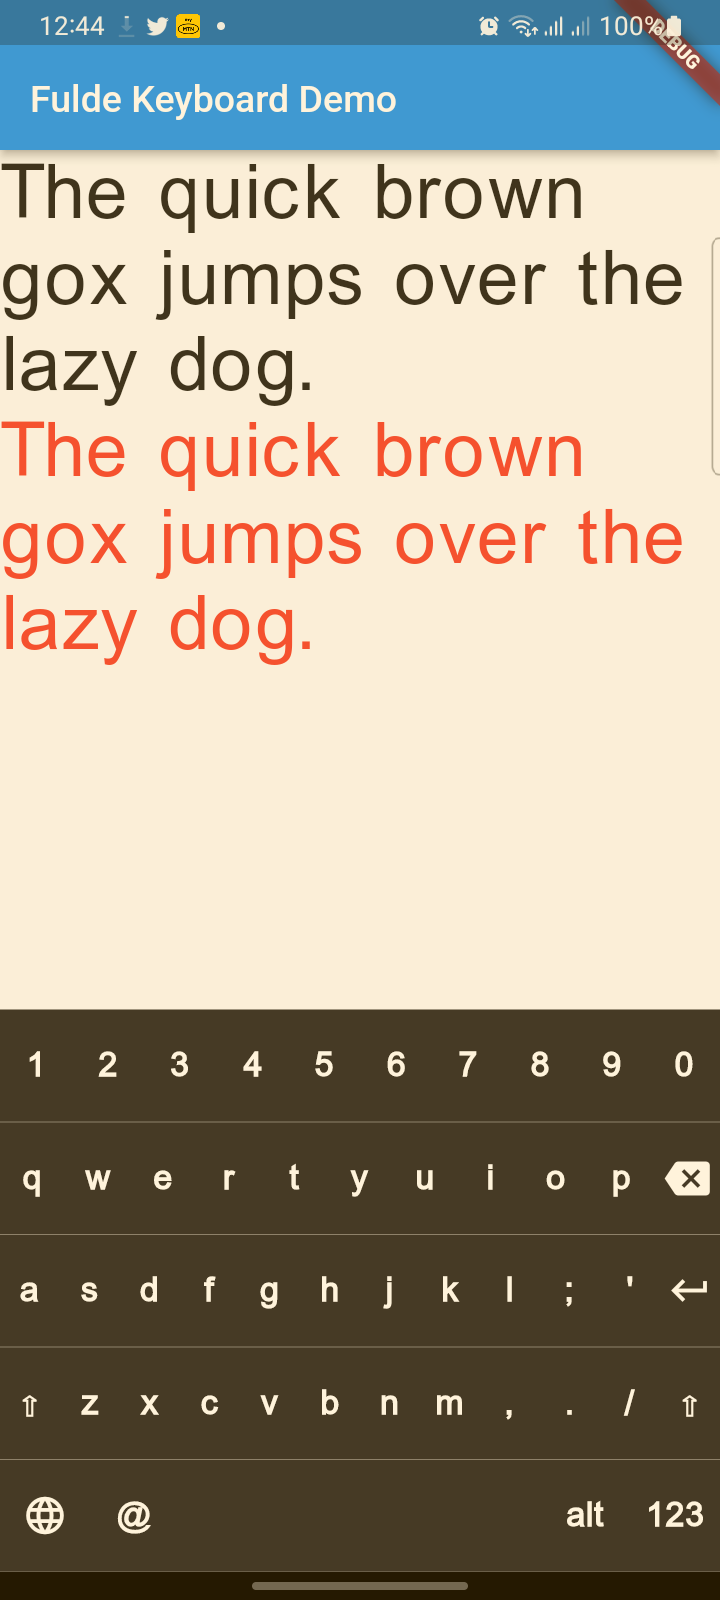 12:44 100%
DEBUG
Fulde Keyboard Demo
The quick brown
gox jumps over the
lazy dog.
The quick brown
gox jumps over the
lazy dog.
1 2 3 4 5 6 7 8 9 0
q w e r t y u i o p
a s d f g h j k l ; '
⇧ z x c v b n m , . / ⇧
@ alt 123